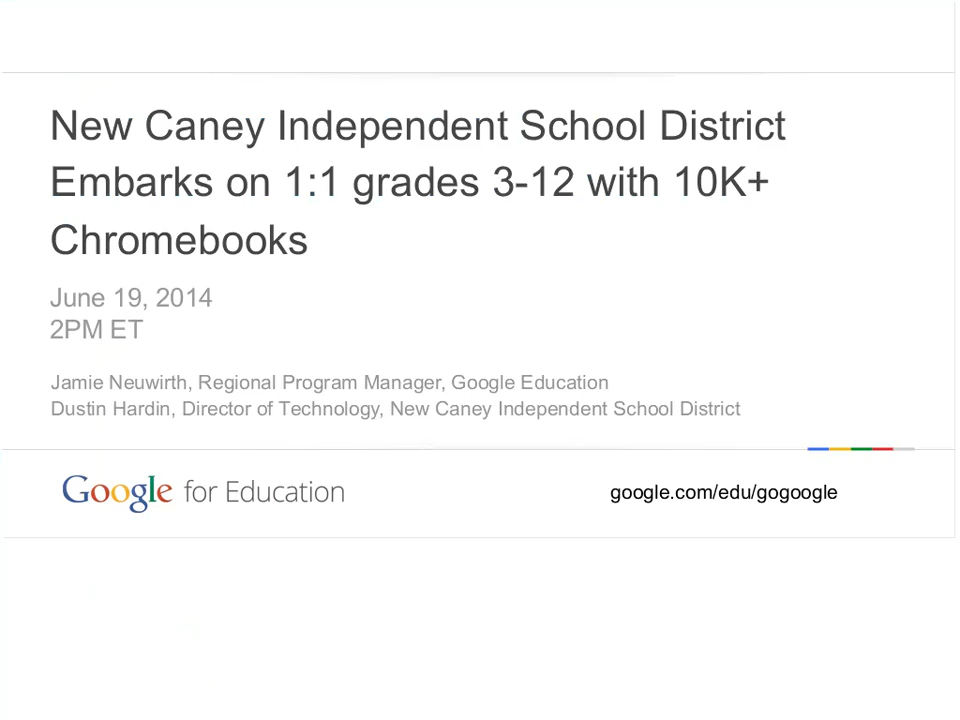 New Caney Independent School District
Embarks on 1:1 grades 3-12 with 10K+
Chromebooks
June 19, 2014
2PM ET
Jamie Neuwirth, Regional Program Manager, Google Education
Dustin Hardin, Director of Technology, New Caney Independent School District
Google for Education
google.com/edu/gogoogle